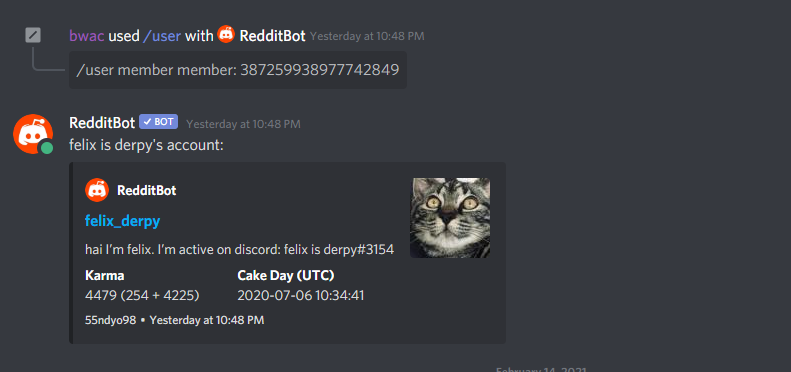 bwac used /user with RedditBot Yesterday at 10:48 PM
/user member member: 387259938977742849
RedditBot ✓ BOT Yesterday at 10:48 PM
felix is derpy's account:
RedditBot
felix_derpy
hai I'm felix. I'm active on discord: felix is derpy#3154
Karma Cake Day (UTC)
4479 (254 + 4225) 2020-07-06 10:34:41
55ndyo98 • Yesterday at 10:48 PM
February 14, 2021